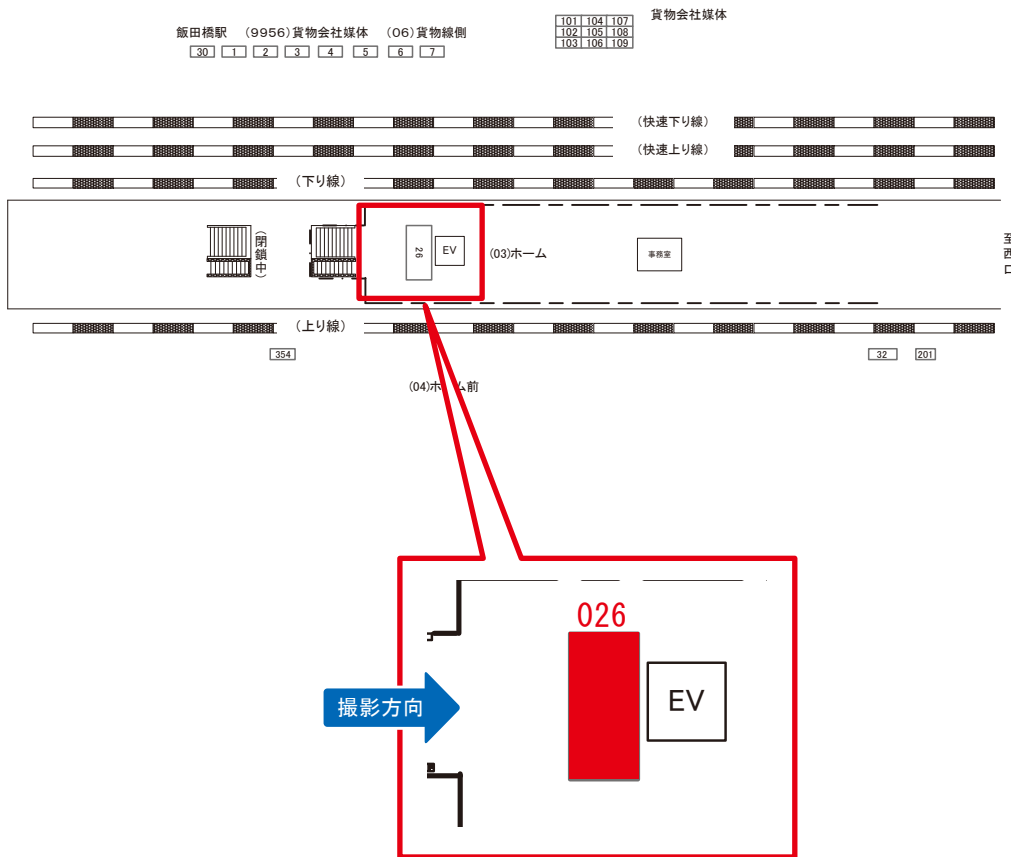 飯田橋駅 （9956）貨物会社媒体 （06）貨物線側
30 1 2 3 4 5 6 7
貨物会社媒体
101 104 107
102 105 108
103 106 109
（快速下り線）
（快速上り線）
（下り線）
（閉鎖中）
26
EV
（03）ホーム
事務室
至西口
（上り線）
354
32
201
（04）ホーム前
026
EV
撮影方向